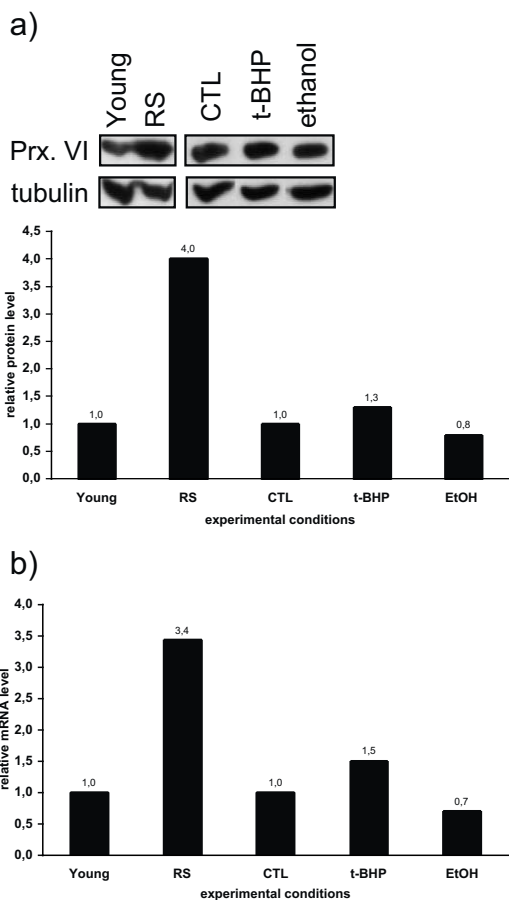 a)
Young RS CTL t-BHP ethanol
Prx. VI
tubulin
relative protein level
4,5
4,0
3,5
3,0
2,5
2,0
1,5
1,0
0,5
0,0
1,0 4,0 1,0 1,3 0,8
Young RS CTL t-BHP EtOH
experimental conditions
b)
relative mRNA level
4,0
3,5
3,0
2,5
2,0
1,5
1,0
0,5
0,0
1,0 3,4 1,0 1,5 0,7
Young RS CTL t-BHP EtOH
experimental conditions